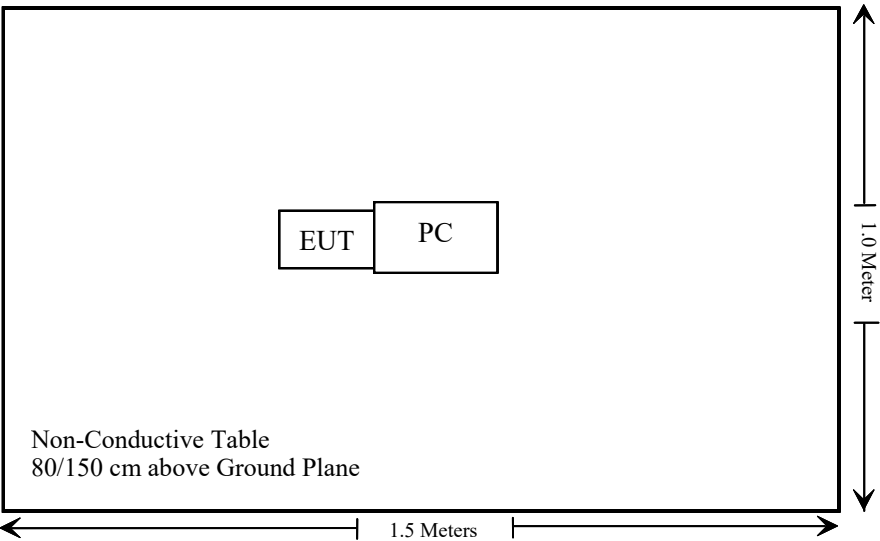 EUT
PC
1.0 Meter
Non-Conductive Table
80/150 cm above Ground Plane
1.5 Meters